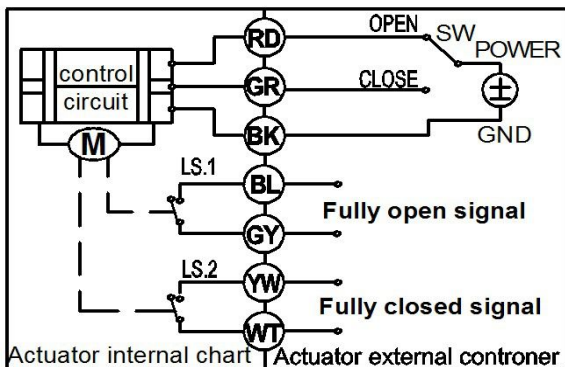 RD OPEN SW POWER
control
circuit
GR CLOSE
M BK GND
LS.1 BL
Fully open signal
GY
LS.2 YW
Fully closed signal
WT
Actuator internal chart Actuator external controner